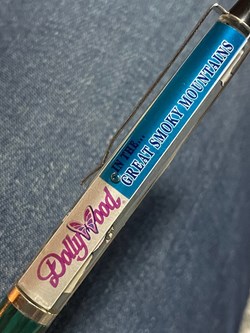 Dollywood
IN THE...
GREAT SMOKY MOUNTAINS